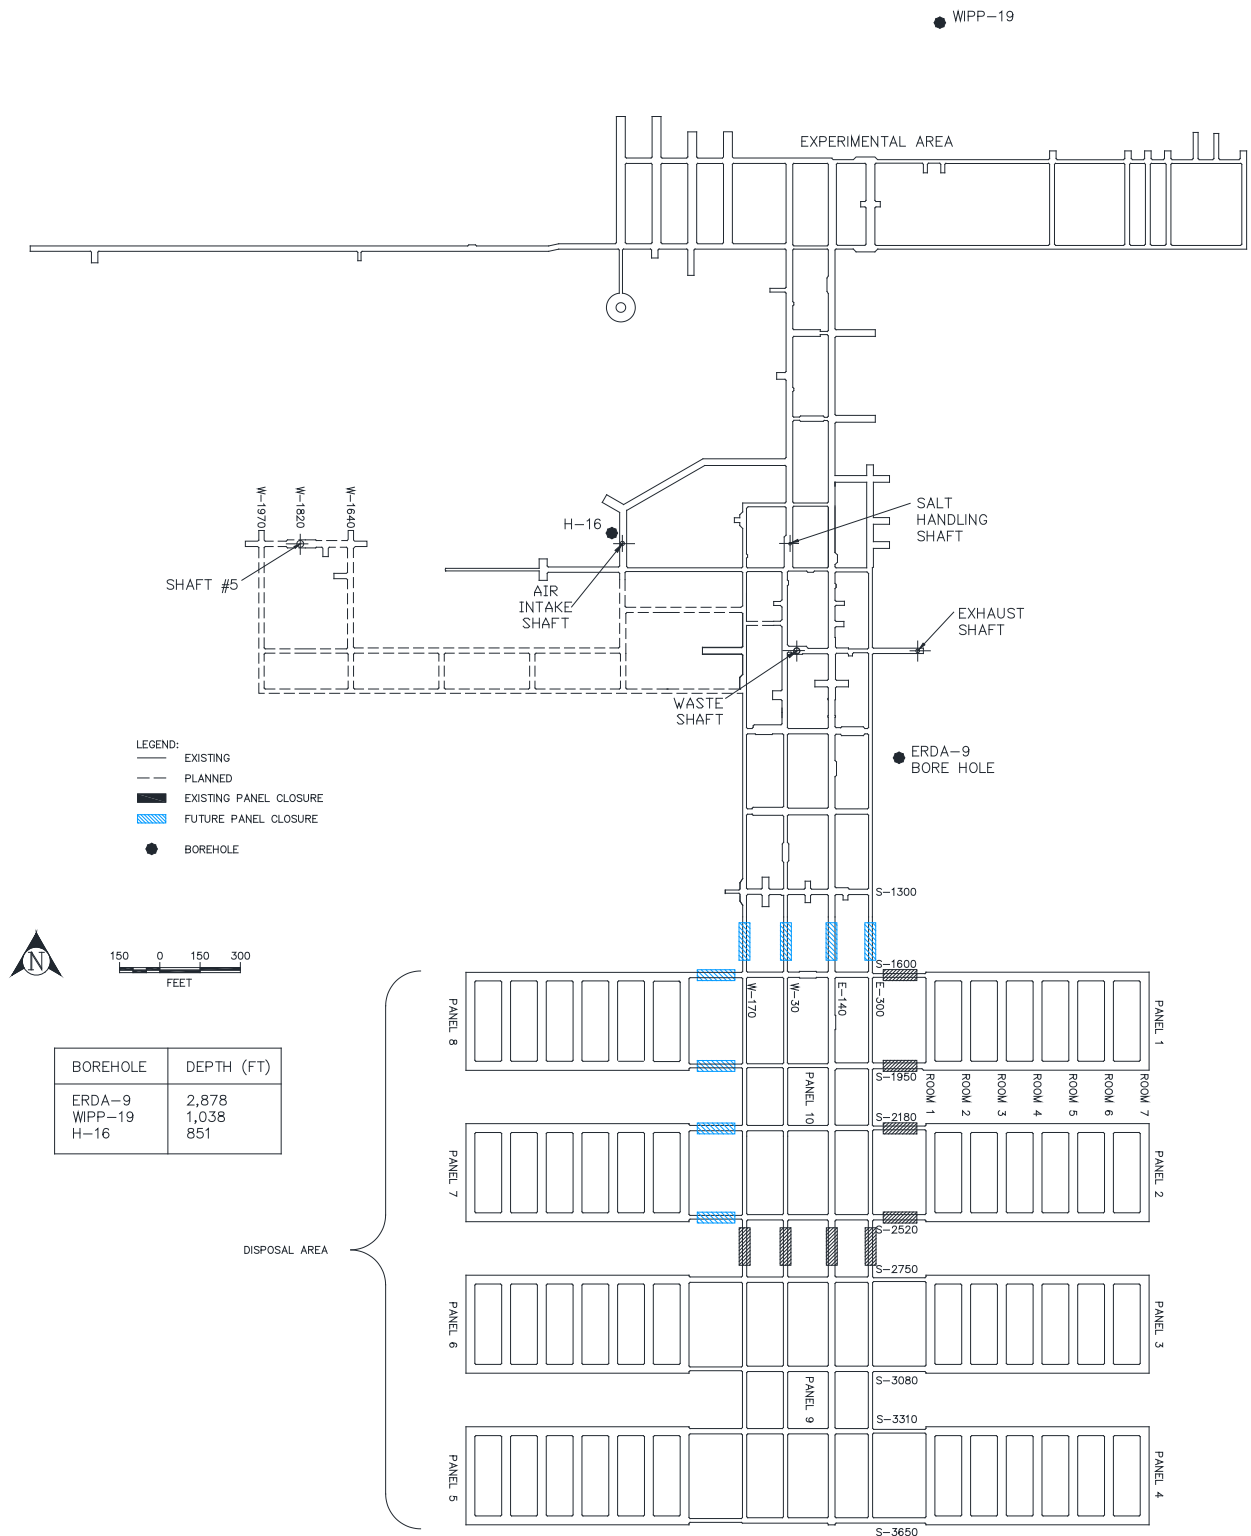 WIPP-19
EXPERIMENTAL AREA
W-1970
W-1820
W-1640
H-16
SALT
HANDLING
SHAFT
SHAFT #5
AIR
INTAKE
SHAFT
EXHAUST
SHAFT
WASTE
SHAFT
LEGEND:
EXISTING
PLANNED
EXISTING PANEL CLOSURE
FUTURE PANEL CLOSURE
BOREHOLE
ERDA-9
BORE HOLE
S-1300
N
150 0 150 300
FEET
S-1600
W-170
W-30
E-140
E-300
PANEL 8
PANEL 1
S-1950
ROOM 1
ROOM 2
ROOM 3
ROOM 4
ROOM 5
ROOM 6
ROOM 7
PANEL 10
BOREHOLE DEPTH (FT)
ERDA-9 2,878
WIPP-19 1,038
H-16 851
S-2180
PANEL 7
PANEL 2
S-2520
DISPOSAL AREA
S-2750
PANEL 6
PANEL 3
S-3080
PANEL 9
S-3310
PANEL 5
PANEL 4
S-3650